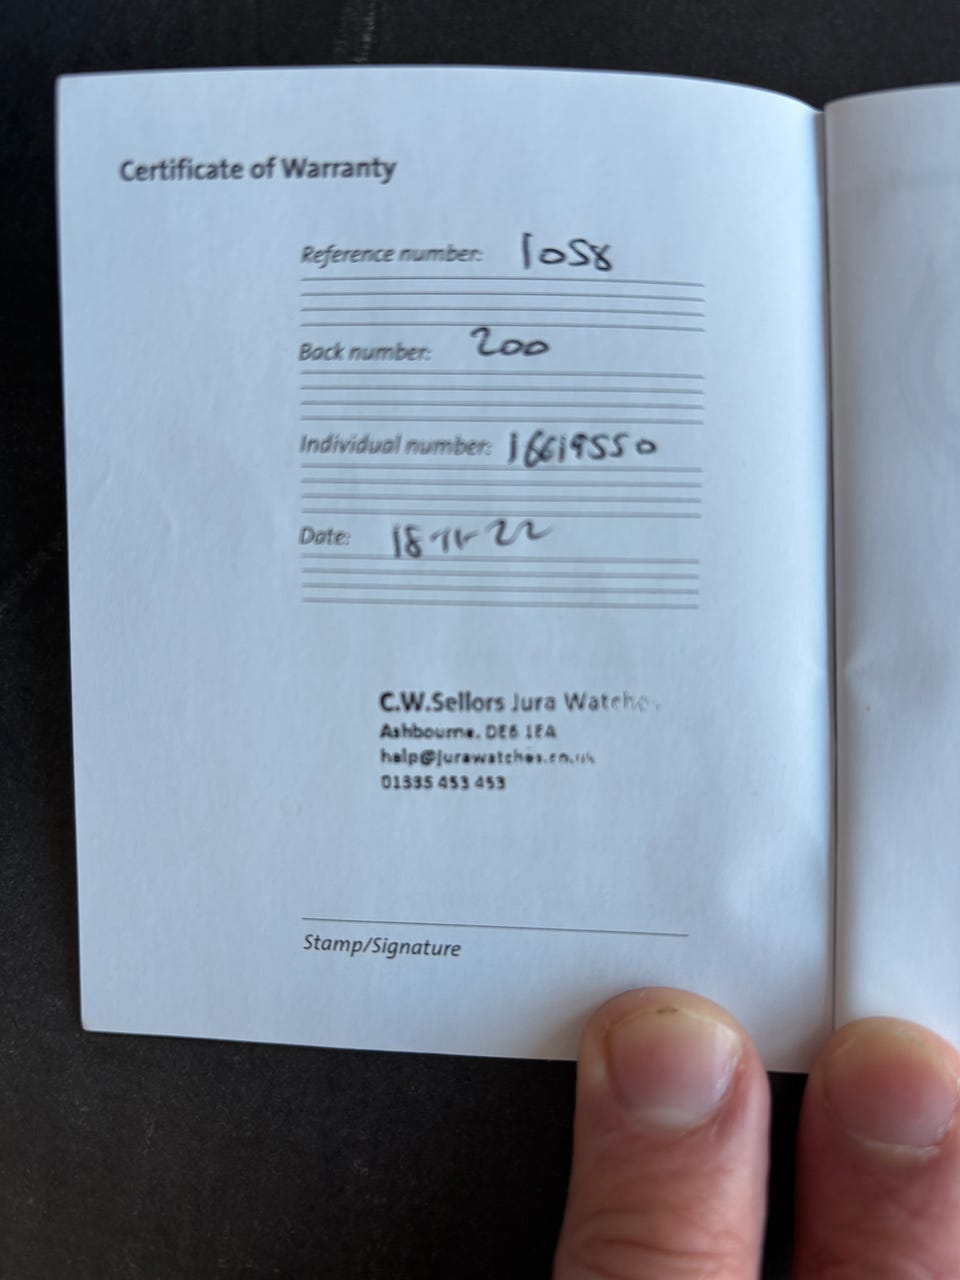 Certificate of Warranty
Reference number: 1058
Back number: 200
Individual number: 16619550
Date: 18-11-22
C.W.Sellors Jura Watches
Ashbourne. DE6 1EA
help@jurawatches.co.uk
01335 453 453
Stamp/Signature